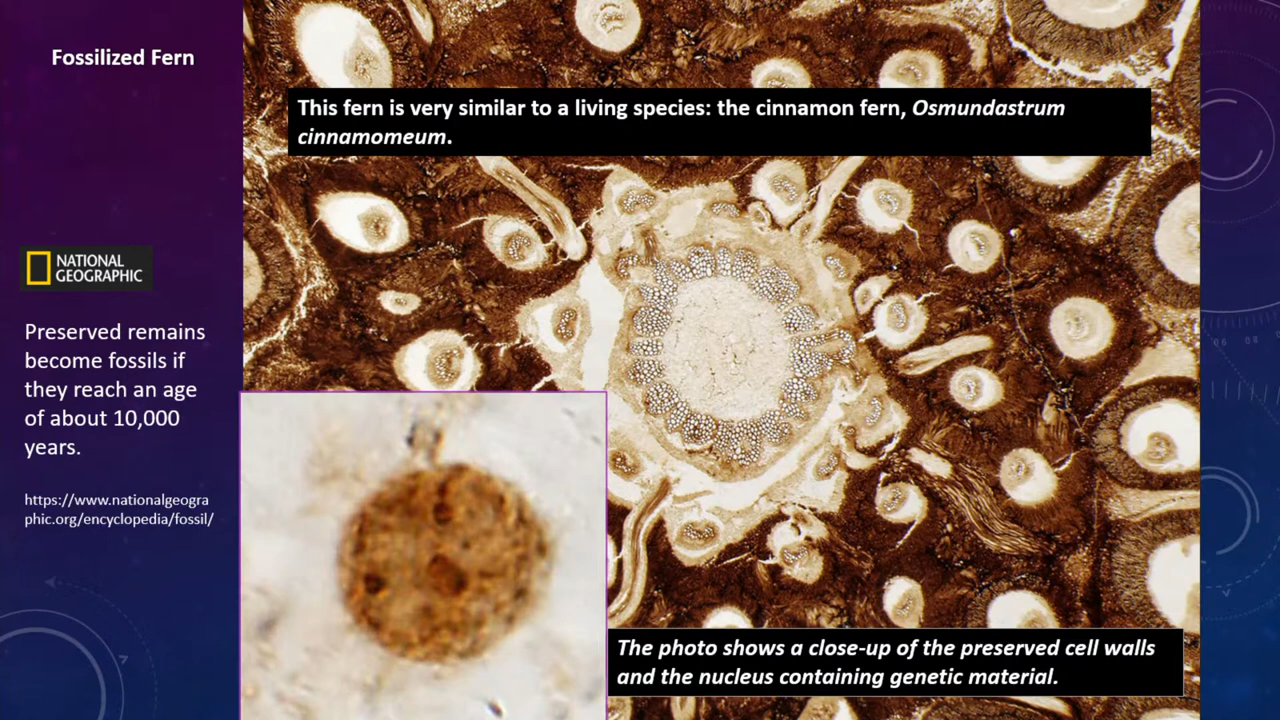 Fossilized Fern
This fern is very similar to a living species: the cinnamon fern, Osmundastrum
cinnamomeum.
NATIONAL
GEOGRAPHIC
Preserved remains
become fossils if
they reach an age
of about 10,000
years.
https://www.nationalgeogra
phic.org/encyclopedia/fossil/
The photo shows a close-up of the preserved cell walls
and the nucleus containing genetic material.
06 08